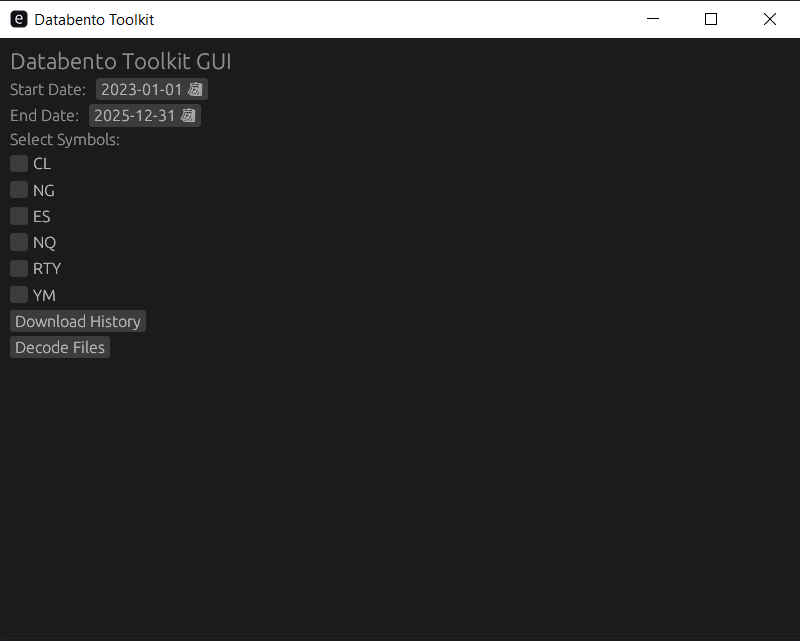 e Databento Toolkit
Databento Toolkit GUI
Start Date: 2023-01-01
End Date: 2025-12-31
Select Symbols:
CL
NG
ES
NQ
RTY
YM
Download History
Decode Files